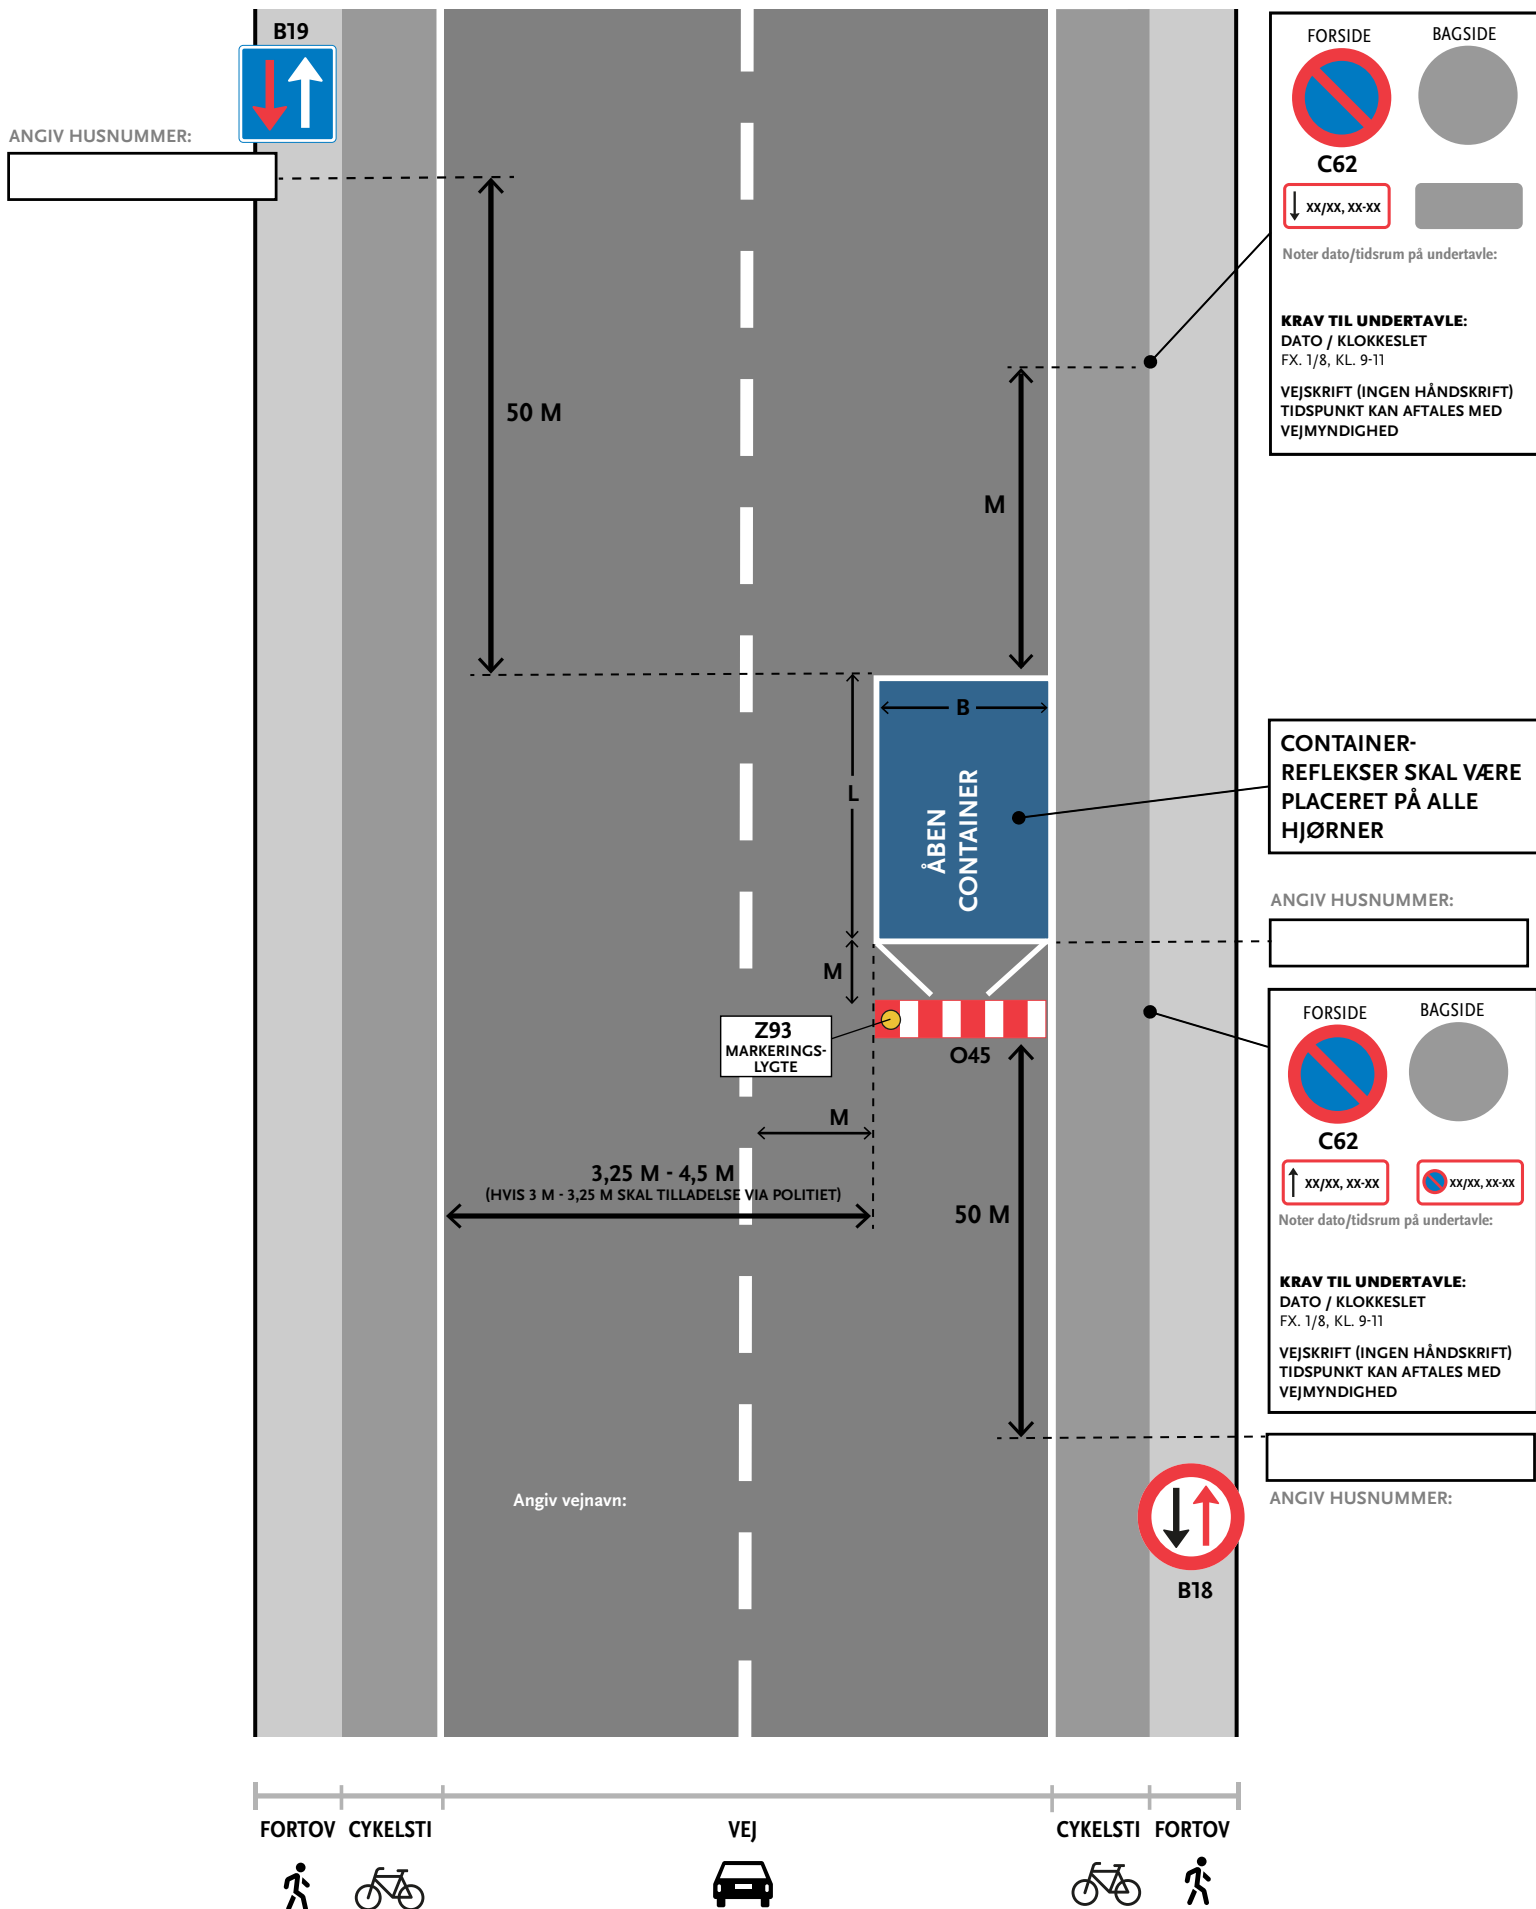 B19
ANGIV HUSNUMMER:
50 M
M
FORSIDE
BAGSIDE
C62
xx/xx, xx-xx
Noter dato/tidsrum på undertavle:
KRAV TIL UNDERTAVLE:
DATO / KLOKKESLET
FX. 1/8, KL. 9-11
VEJSKRIFT (INGEN HÅNDSKRIFT)
TIDSPUNKT KAN AFTALES MED
VEJMYNDIGHED
B
L
ÅBEN
CONTAINER
CONTAINER-
REFLEKSER SKAL VÆRE
PLACERET PÅ ALLE
HJØRNER
ANGIV HUSNUMMER:
M
Z93
MARKERINGS-
LYGTE
O45
M
3,25 M - 4,5 M
(HVIS 3 M - 3,25 M SKAL TILLADELSE VIA POLITIET)
50 M
FORSIDE
BAGSIDE
C62
xx/xx, xx-xx
xx/xx, xx-xx
Noter dato/tidsrum på undertavle:
KRAV TIL UNDERTAVLE:
DATO / KLOKKESLET
FX. 1/8, KL. 9-11
VEJSKRIFT (INGEN HÅNDSKRIFT)
TIDSPUNKT KAN AFTALES MED
VEJMYNDIGHED
ANGIV HUSNUMMER:
Angiv vejnavn:
B18
FORTOV
CYKELSTI
VEJ
CYKELSTI
FORTOV